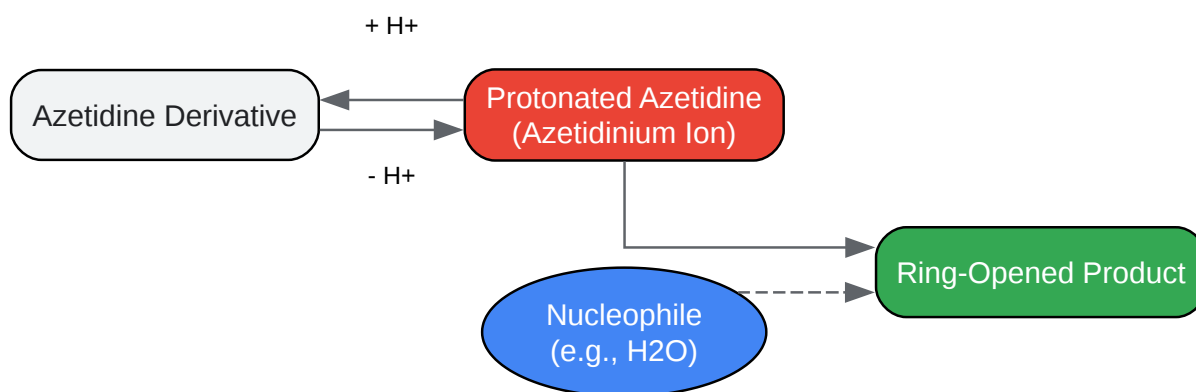 + H+
Azetidine Derivative
Protonated Azetidine
(Azetidinium Ion)
- H+
Ring-Opened Product
Nucleophile
(e.g., H2O)